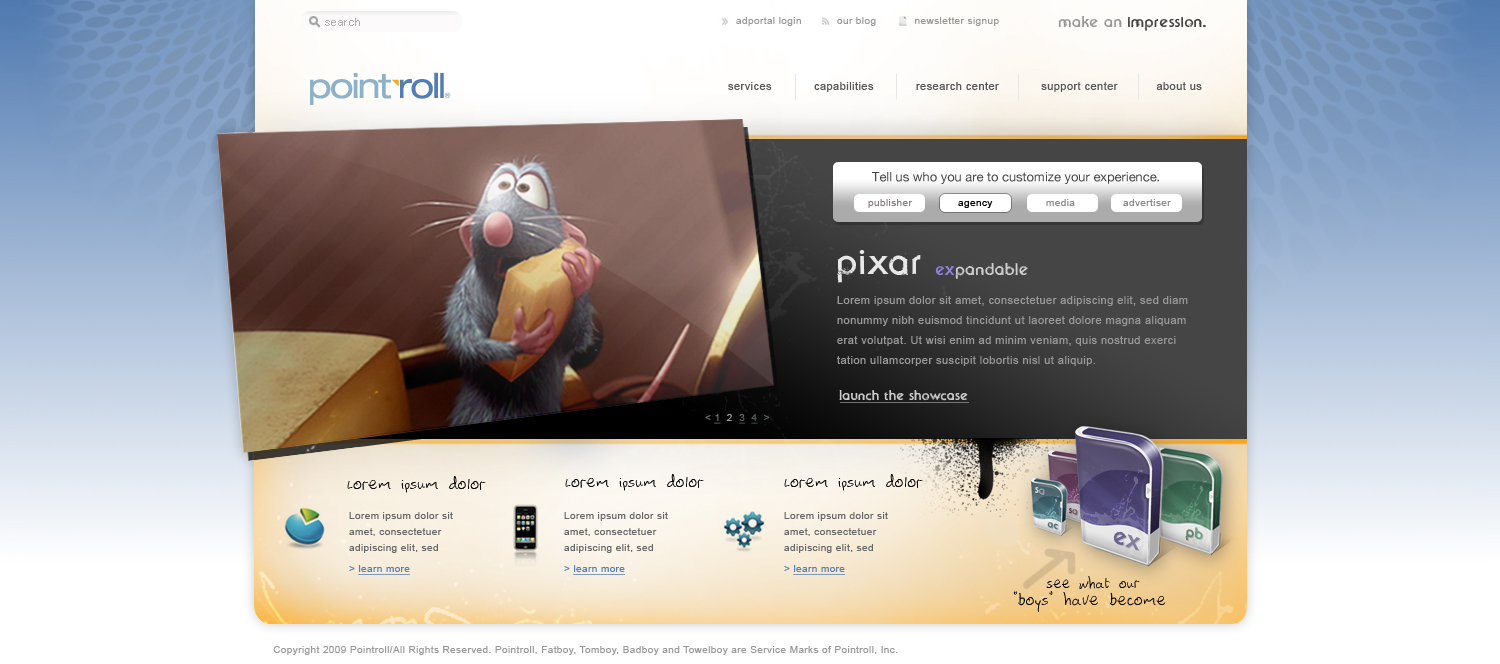 search
adportal login
our blog
newsletter signup
make an impression.
pointroll®
services
capabilities
research center
support center
about us
Tell us who you are to customize your experience.
publisher
agency
media
advertiser
pixar expandable
Lorem ipsum dolor sit amet, consectetuer adipiscing elit, sed diam
nonummy nibh euismod tincidunt ut laoreet dolore magna aliquam
erat volutpat. Ut wisi enim ad minim veniam, quis nostrud exerci
tation ullamcorper suscipit lobortis nisl ut aliquip.
launch the showcase
< 1 2 3 4 >
Lorem ipsum dolor
Lorem ipsum dolor sit
amet, consectetuer
adipiscing elit, sed
> learn more
Lorem ipsum dolor
Lorem ipsum dolor sit
amet, consectetuer
adipiscing elit, sed
> learn more
Lorem ipsum dolor
Lorem ipsum dolor sit
amet, consectetuer
adipiscing elit, sed
> learn more
sq
ac
sa
ex
pb
see what our
"boys" have become
Copyright 2009 Pointroll/All Rights Reserved. Pointroll, Fatboy, Tomboy, Badboy and Towelboy are Service Marks of Pointroll, Inc.